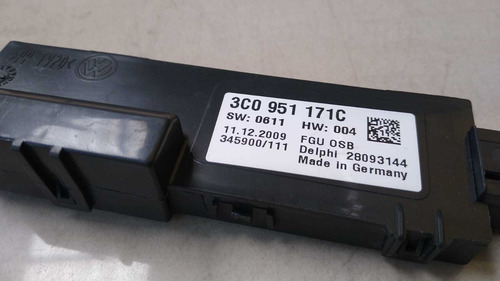 3C0 951 171C
SW: 0611 HW: 004
11.12.2009 FGU OSB
345900/111 Delphi 28093144
Made in Germany